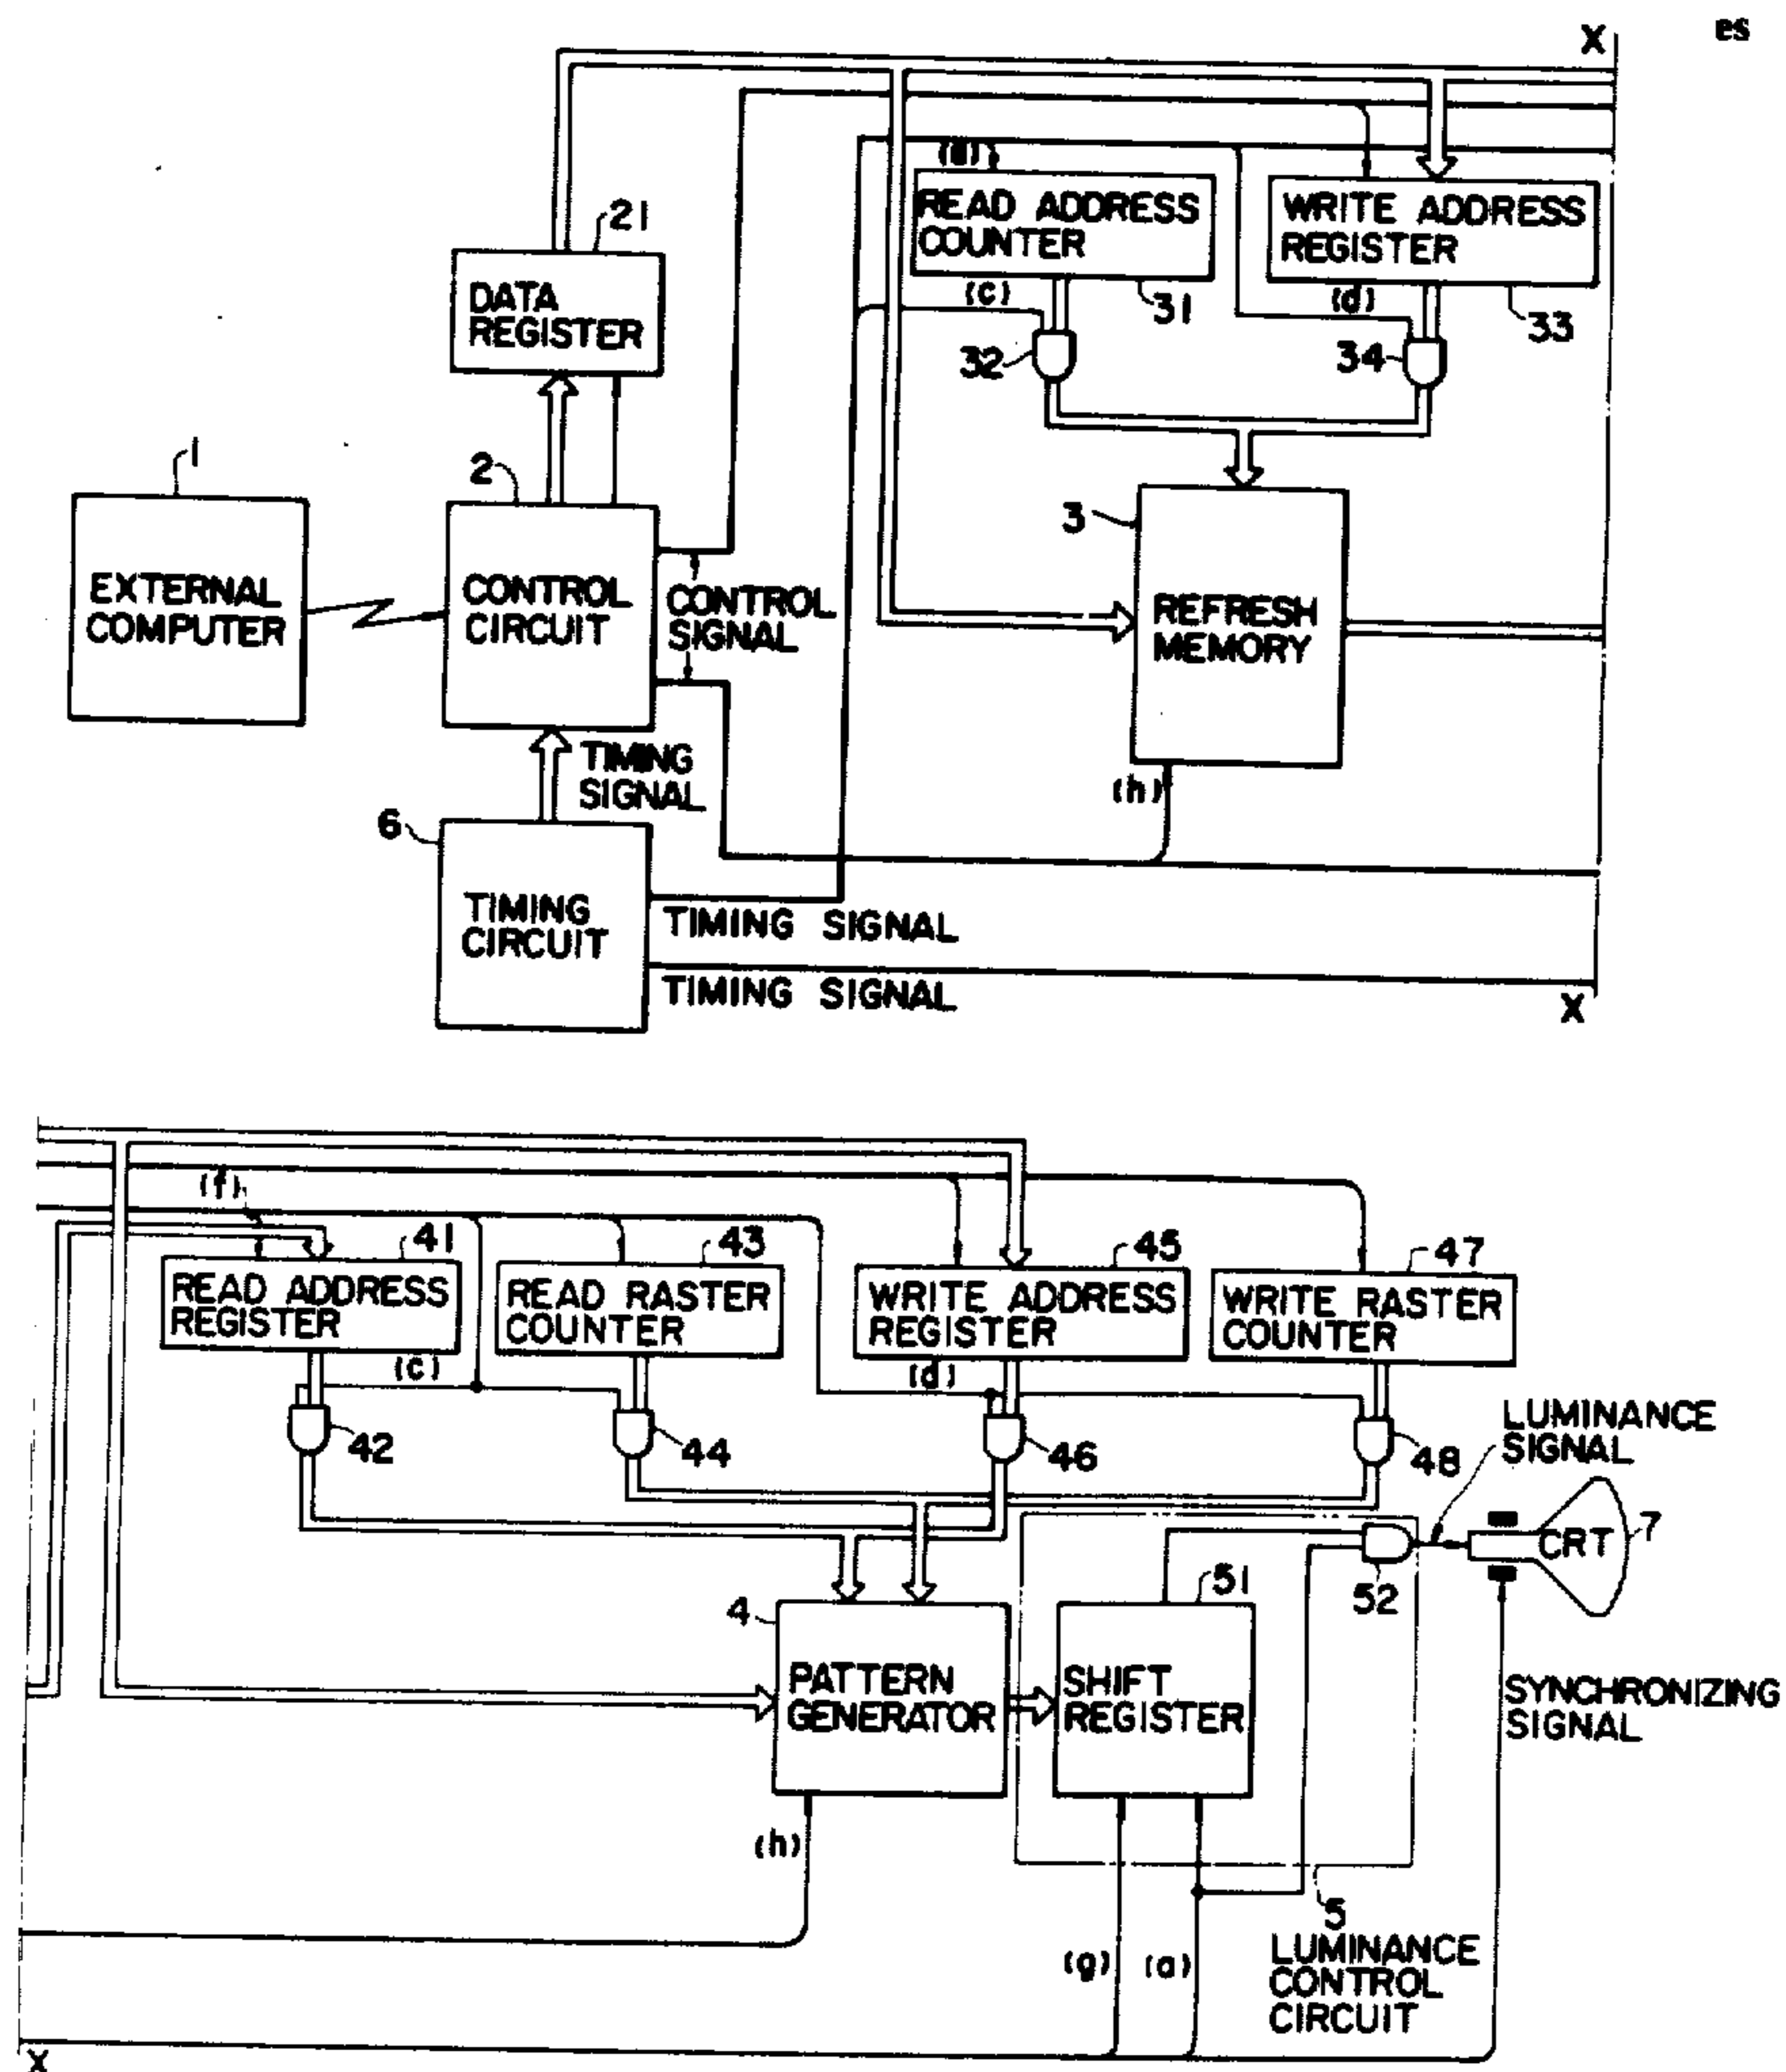 X
es
(e)
READ ADDRESS
COUNTER
31
WRITE ADDRESS
REGISTER
33
21
DATA
REGISTER
(c)
(d)
32
34
1
2
3
EXTERNAL
COMPUTER
CONTROL
CIRCUIT
CONTROL
SIGNAL
REFRESH
MEMORY
TIMING
SIGNAL
(h)
6
TIMING
CIRCUIT
TIMING SIGNAL
TIMING SIGNAL
X
(f)
41
43
45
47
READ ADDRESS
REGISTER
READ RASTER
COUNTER
WRITE ADDRESS
REGISTER
WRITE RASTER
COUNTER
(c)
(d)
42
44
46
48
LUMINANCE
SIGNAL
CRT
7
52
51
4
PATTERN
GENERATOR
SHIFT
REGISTER
SYNCHRONIZING
SIGNAL
(h)
(g)
(a)
5
LUMINANCE
CONTROL
CIRCUIT
X